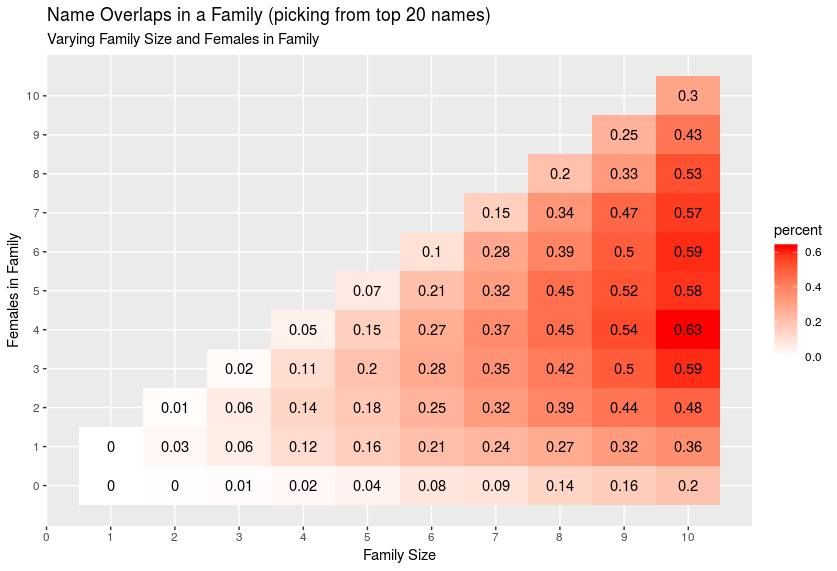 Name Overlaps in a Family (picking from top 20 names)
Varying Family Size and Females in Family
10 0.3
9 0.25 0.43
8 0.2 0.33 0.53
7 0.15 0.34 0.47 0.57
6 0.1 0.28 0.39 0.5 0.59
5 0.07 0.21 0.32 0.45 0.52 0.58
4 0.05 0.15 0.27 0.37 0.45 0.54 0.63
3 0.02 0.11 0.2 0.28 0.35 0.42 0.5 0.59
2 0.01 0.06 0.14 0.18 0.25 0.32 0.39 0.44 0.48
1 0 0.03 0.06 0.12 0.16 0.21 0.24 0.27 0.32 0.36
0 0 0 0.01 0.02 0.04 0.08 0.09 0.14 0.16 0.2
0 1 2 3 4 5 6 7 8 9 10
Family Size
Females in Family
percent
0.6
0.4
0.2
0.0